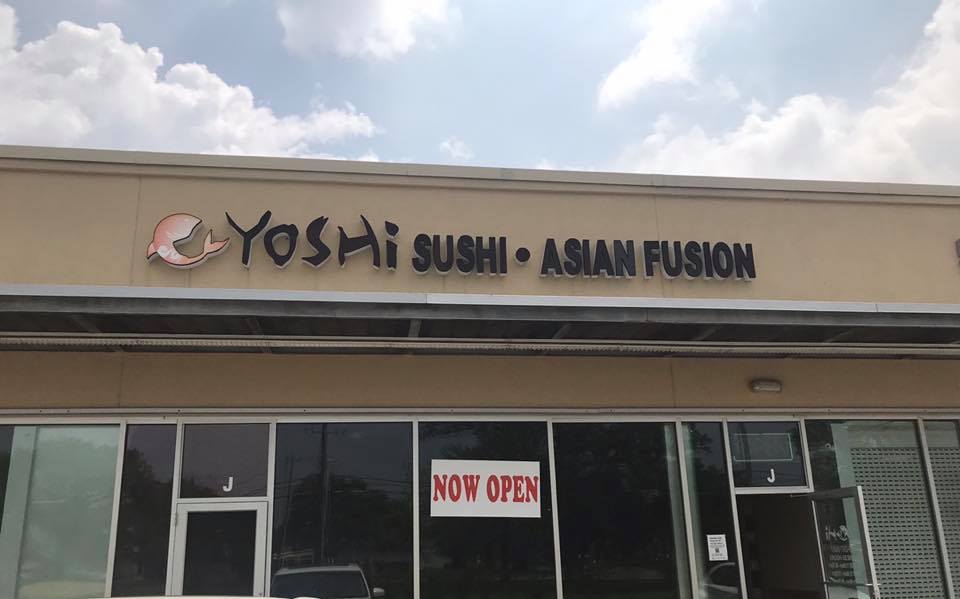 YOSHi SUSHI • ASIAN FUSION
J
NOW OPEN
J